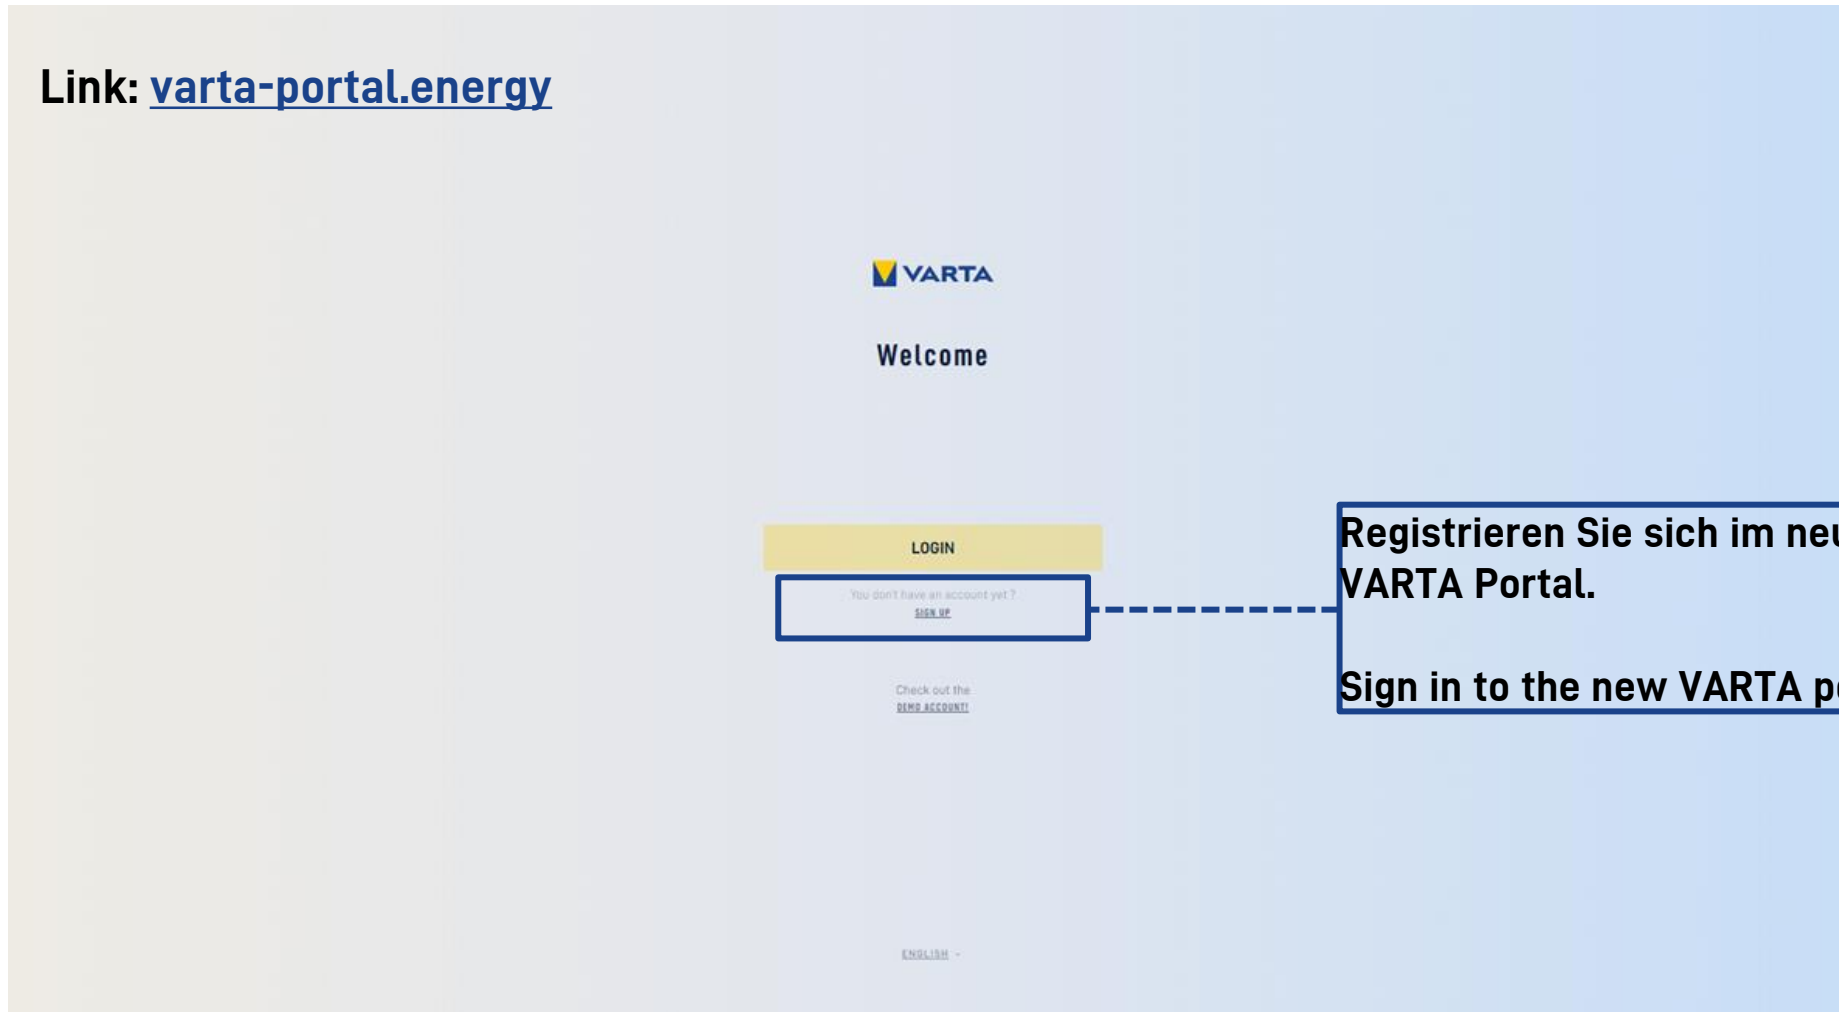 Link: varta-portal.energy
VARTA
Welcome
LOGIN
You don't have an account yet ?
SIGN UP
Registrieren Sie sich im
VARTA Portal.
Sign in to the new VARTA
Check out the
DEMO ACCOUNT!
ENGLISH